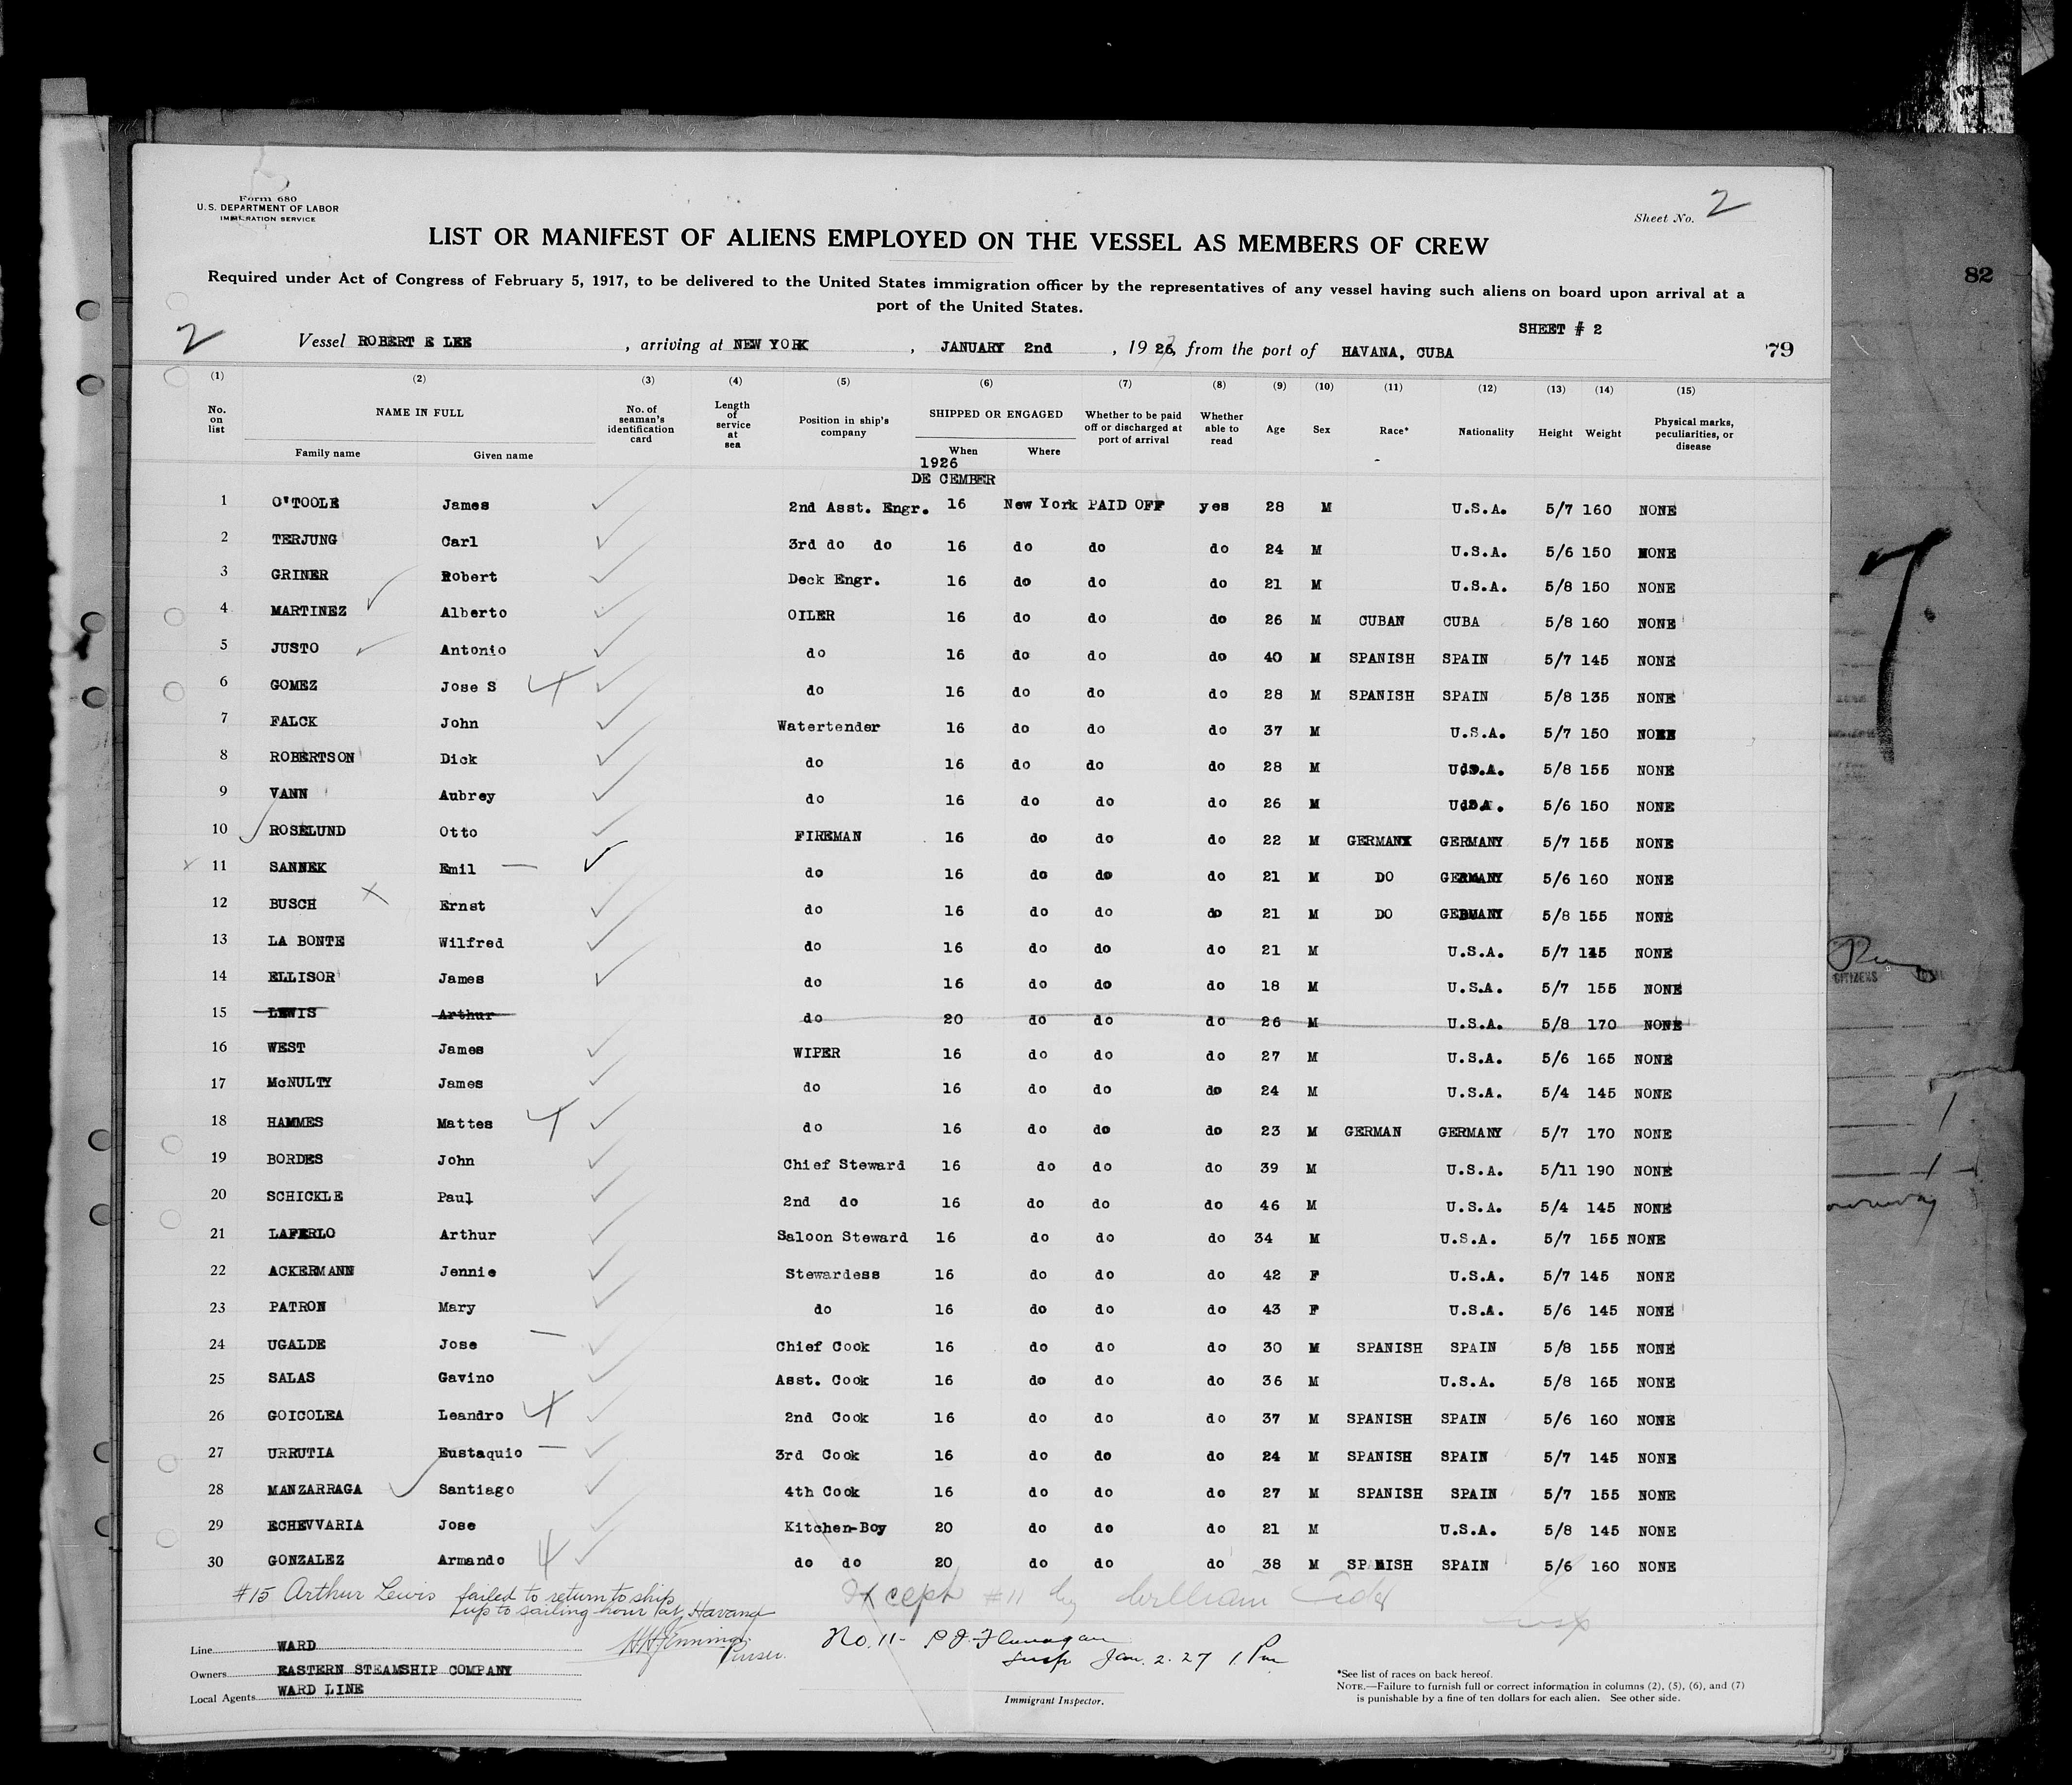 Form 680
U.S. DEPARTMENT OF LABOR
IMMIGRATION SERVICE
Sheet No. 2
LIST OR MANIFEST OF ALIENS EMPLOYED ON THE VESSEL AS MEMBERS OF CREW
82
Required under Act of Congress of February 5, 1917, to be delivered to the United States immigration officer by the representatives of any vessel having such aliens on board upon arrival at a
port of the United States.
SHEET # 2
2 Vessel ROBERT E LEE, arriving at NEW YORK, JANUARY 2nd, 1927, from the port of HAVANA, CUBA 79
(1) (2) (3) (4) (5) (6) (7) (8) (9) (10) (11) (12) (13) (14) (15)
No. on list NAME IN FULL No. of seaman's identification card Length of service at sea Position in ship's company SHIPPED OR ENGAGED Whether to be paid off or discharged at port of arrival Whether able to read Age Sex Race* Nationality Height Weight Physical marks, peculiarities, or disease
Family name Given name When Where
1926
DE CEMBER
1 O'TOOLE James 2nd Asst. Engr. 16 New York PAID OFF yes 28 M U.S.A. 5/7 160 NONE
2 TERJUNG Carl 3rd do do 16 do do do 24 M U.S.A. 5/6 150 NONE
3 GRINER Robert Deck Engr. 16 do do do 21 M U.S.A. 5/8 150 NONE
4 MARTINEZ Alberto OILER 16 do do do 26 M CUBAN CUBA 5/8 160 NONE
5 JUSTO Antonio do 16 do do do 40 M SPANISH SPAIN 5/7 145 NONE
6 GOMEZ Jose S do 16 do do do 28 M SPANISH SPAIN 5/8 135 NONE
7 FALCK John Watertender 16 do do do 37 M U.S.A. 5/7 150 NONE
8 ROBERTSON Dick do 16 do do do 28 M U.S.A. 5/8 155 NONE
9 VANN Aubrey do 16 do do do 26 M U.S.A. 5/6 150 NONE
10 ROSELUND Otto FIREMAN 16 do do do 22 M GERMAN GERMANY 5/7 155 NONE
11 SANNEK Emil do 16 do do do 21 M DO GERMANY 5/6 160 NONE
12 BUSCH Ernst do 16 do do do 21 M DO GERMANY 5/8 155 NONE
13 LA BONTE Wilfred do 16 do do do 21 M U.S.A. 5/7 145 NONE
14 ELLISOR James do 16 do do do 18 M U.S.A. 5/7 155 NONE
15 LEWIS Arthur do 20 do do do 26 M U.S.A. 5/8 170 NONE
16 WEST James WIPER 16 do do do 27 M U.S.A. 5/6 165 NONE
17 McNULTY James do 16 do do do 24 M U.S.A. 5/4 145 NONE
18 HAMMES Mattes do 16 do do do 23 M GERMAN GERMANY 5/7 170 NONE
19 BORDES John Chief Steward 16 do do do 39 M U.S.A. 5/11 190 NONE
20 SCHICKLE Paul 2nd do 16 do do do 46 M U.S.A. 5/4 145 NONE
21 LAFERLO Arthur Saloon Steward 16 do do do 34 M U.S.A. 5/7 155 NONE
22 ACKERMANN Jennie Stewardess 16 do do do 42 F U.S.A. 5/7 145 NONE
23 PATRON Mary do 16 do do do 43 F U.S.A. 5/6 145 NONE
24 UGALDE Jose Chief Cook 16 do do do 30 M SPANISH SPAIN 5/8 155 NONE
25 SALAS Gavino Asst. Cook 16 do do do 36 M U.S.A. 5/8 165 NONE
26 GOICOLEA Leandro 2nd Cook 16 do do do 37 M SPANISH SPAIN 5/6 160 NONE
27 URRUTIA Eustaquio 3rd Cook 16 do do do 24 M SPANISH SPAIN 5/7 145 NONE
28 MANZARRAGA Santiago 4th Cook 16 do do do 27 M SPANISH SPAIN 5/7 155 NONE
29 ECHEVVARIA Jose Kitchen-Boy 20 do do do 21 M U.S.A. 5/8 145 NONE
30 GONZALEZ Armando do do 20 do do do 38 M SPANISH SPAIN 5/6 160 NONE
#15 Arthur Lewis failed to return to ship
up to sailing hour at Havana
Except #11 by William
Insp
Purser.
No. 11- P J Flanagan
Insp Jan. 2. 27 1 Pm
Line WARD
Owners EASTERN STEAMSHIP COMPANY
Local Agents WARD LINE
Immigrant Inspector.
*See list of races on back hereof.
NOTE.—Failure to furnish full or correct information in columns (2), (5), (6), and (7)
is punishable by a fine of ten dollars for each alien. See other side.
CITIZENS